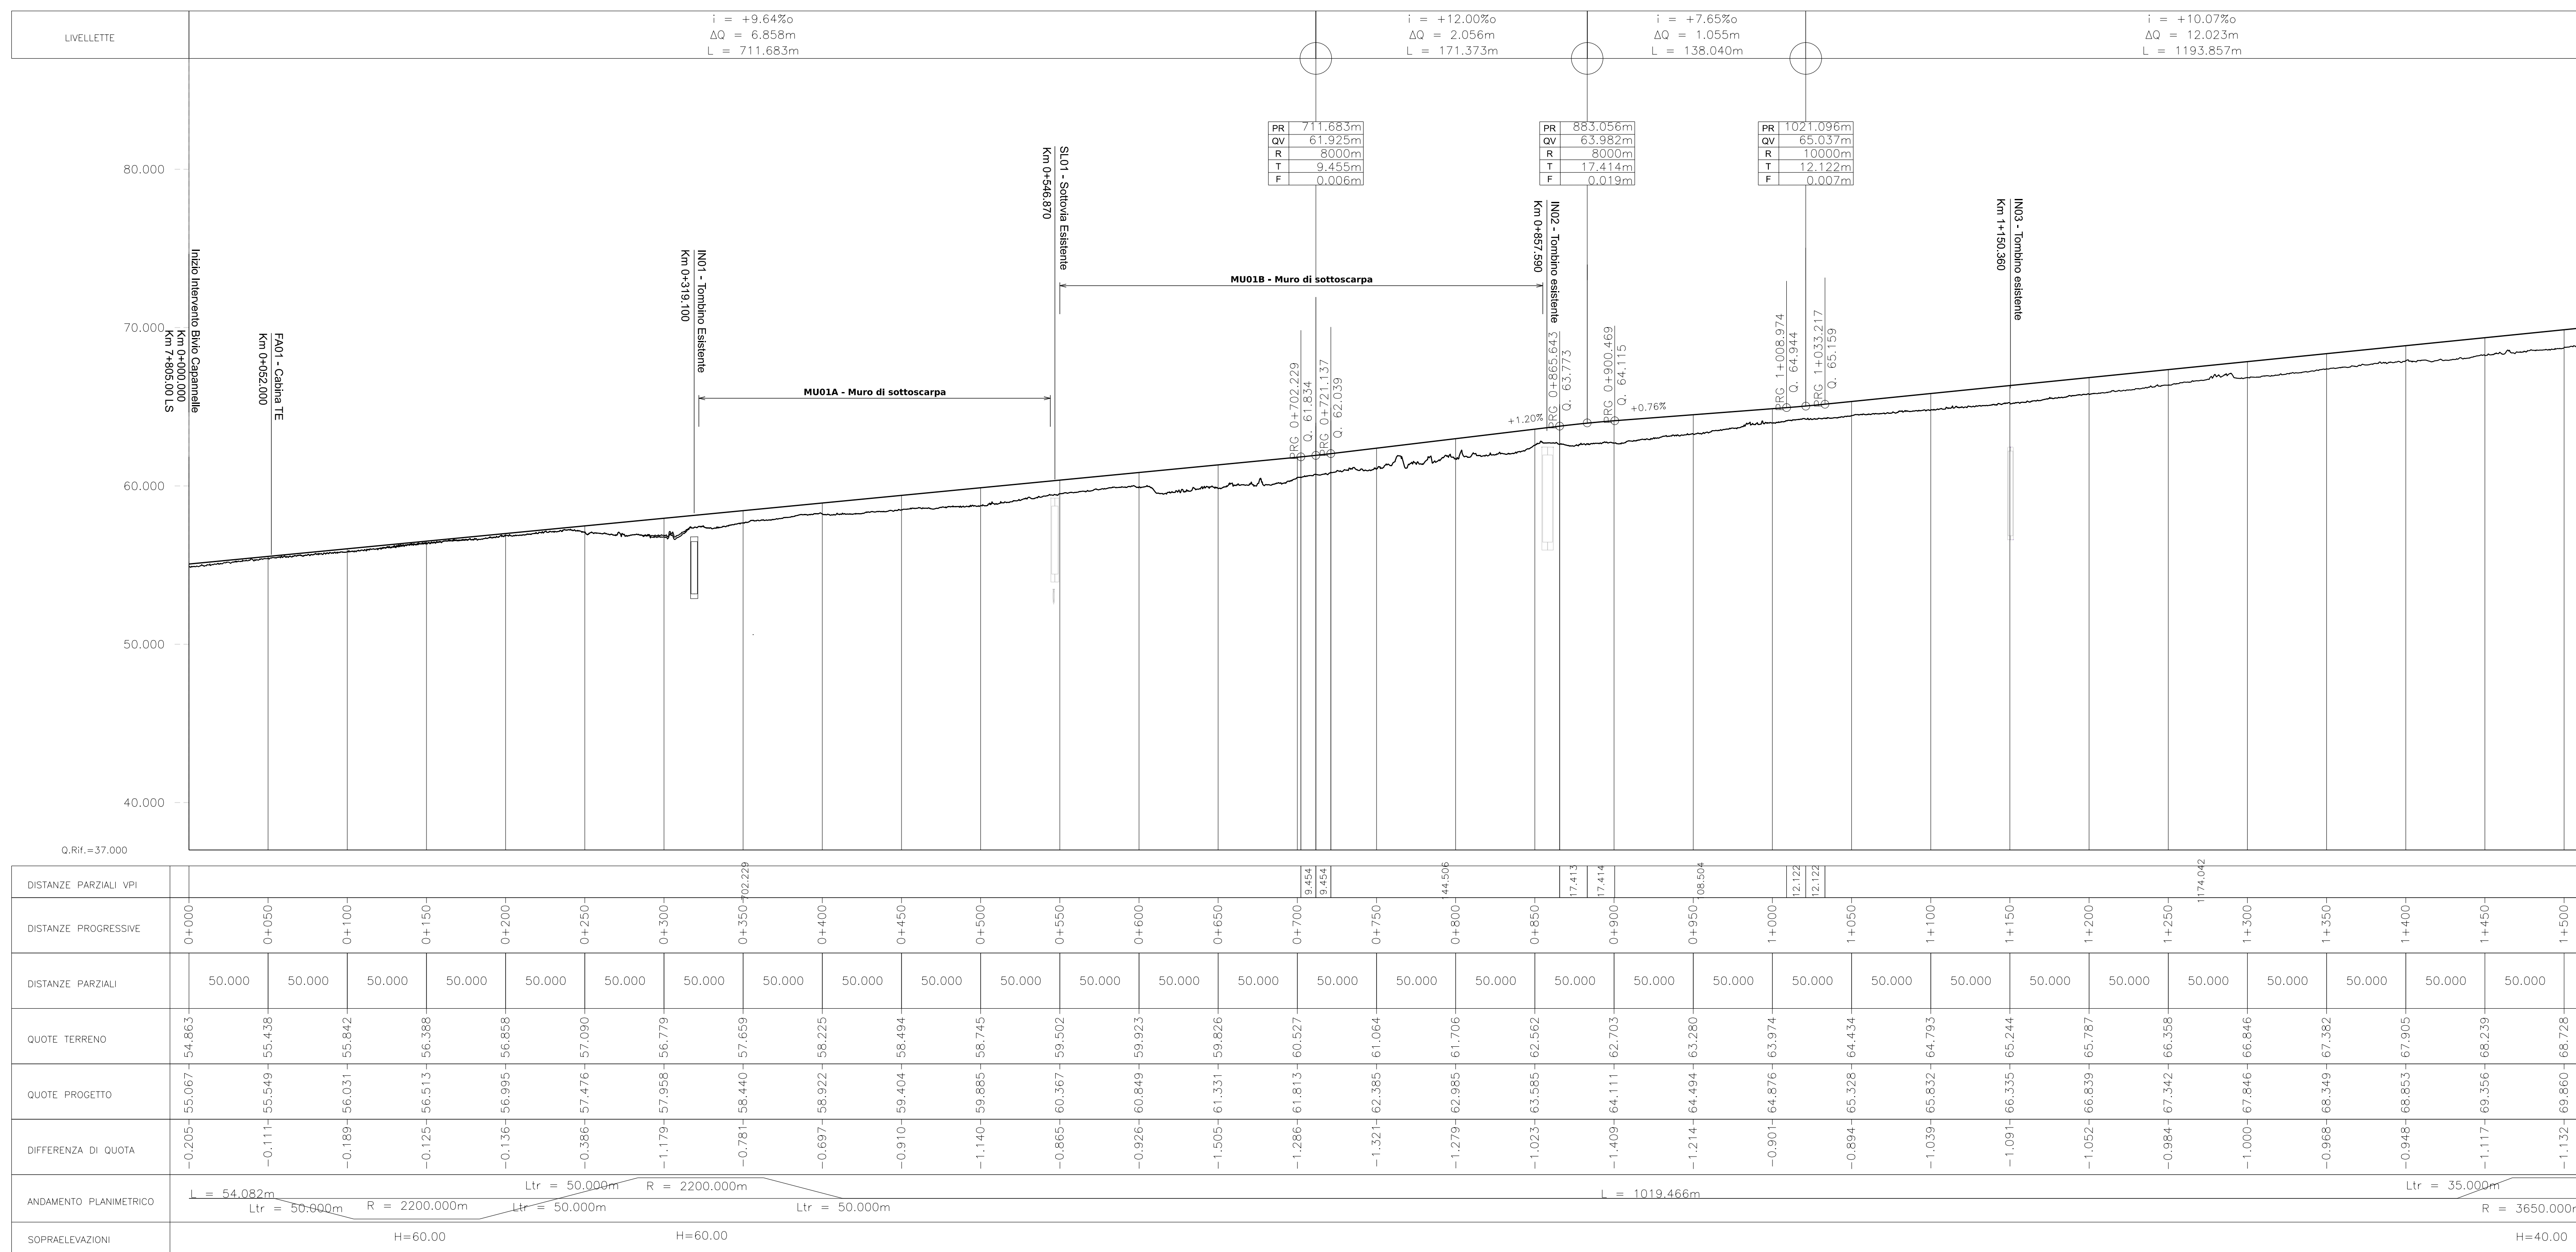 LIVELLETTE
i = +9.64%o
ΔQ = 6.858m
L = 711.683m
i = +12.00%o
ΔQ = 2.056m
L = 171.373m
i = +7.65%o
ΔQ = 1.055m
L = 138.040m
i = +10.07%o
ΔQ = 12.023m
L = 1193.857m
PR 711.683m
QV 61.925m
R 8000m
T 9.455m
F 0.006m
PR 883.056m
QV 63.982m
R 8000m
T 17.414m
F 0.019m
PR 1021.096m
QV 65.037m
R 10000m
T 12.122m
F 0.007m
80.000
70.000
60.000
50.000
40.000
Q.Rif.=37.000
Inizio Intervento Bivio Capannelle
Km 0+000.000
Km 7+805.00 LS
FA01 - Cabina TE
Km 0+052.000
IN01 - Tombino Esistente
Km 0+319.100
MU01A - Muro di sottoscarpa
SL01 - Sottovia Esistente
Km 0+546.870
MU01B - Muro di sottoscarpa
IN02 - Tombino esistente
Km 0+857.590
IN03 - Tombino esistente
Km 1+150.360
PRG 0+702.229
Q. 61.834
PRG 0+721.137
Q. 62.039
+1.20%
PRG 0+865.643
Q. 63.773
PRG 0+900.469
Q. 64.115
+0.76%
PRG 1+008.974
Q. 64.944
PRG 1+033.217
Q. 65.159
DISTANZE PARZIALI VPI
702.229 9.454 9.454 144.506 17.413 17.414 108.504 12.122 12.122 1174.042
DISTANZE PROGRESSIVE
0+000 0+050 0+100 0+150 0+200 0+250 0+300 0+350 0+400 0+450 0+500 0+550 0+600 0+650 0+700 0+750 0+800 0+850 0+900 0+950 1+000 1+050 1+100 1+150 1+200 1+250 1+300 1+350 1+400 1+450 1+500
DISTANZE PARZIALI
50.000 50.000 50.000 50.000 50.000 50.000 50.000 50.000 50.000 50.000 50.000 50.000 50.000 50.000 50.000 50.000 50.000 50.000 50.000 50.000 50.000 50.000 50.000 50.000 50.000 50.000 50.000 50.000 50.000 50.000
QUOTE TERRENO
54.863 55.438 55.842 56.388 56.858 57.090 56.779 57.659 58.225 58.494 58.745 59.502 59.923 59.826 60.527 61.064 61.706 62.562 62.703 63.280 63.974 64.434 64.793 65.244 65.787 66.358 66.846 67.382 67.905 68.239 68.728
QUOTE PROGETTO
55.067 55.549 56.031 56.513 56.995 57.476 57.958 58.440 58.922 59.404 59.885 60.367 60.849 61.331 61.813 62.385 62.985 63.585 64.111 64.494 64.876 65.328 65.832 66.335 66.839 67.342 67.846 68.349 68.853 69.356 69.860
DIFFERENZA DI QUOTA
-0.205 -0.111 -0.189 -0.125 -0.136 -0.386 -1.179 -0.781 -0.697 -0.910 -1.140 -0.865 -0.926 -1.505 -1.286 -1.321 -1.279 -1.023 -1.409 -1.214 -0.901 -0.894 -1.039 -1.091 -1.052 -0.984 -1.000 -0.968 -0.948 -1.117 -1.132
ANDAMENTO PLANIMETRICO
L = 54.082m
Ltr = 50.000m
R = 2200.000m
Ltr = 50.000m
Ltr = 50.000m
R = 2200.000m
Ltr = 50.000m
L = 1019.466m
Ltr = 35.000m
R = 3650.000m
SOPRAELEVAZIONI
H=60.00
H=60.00
H=40.00